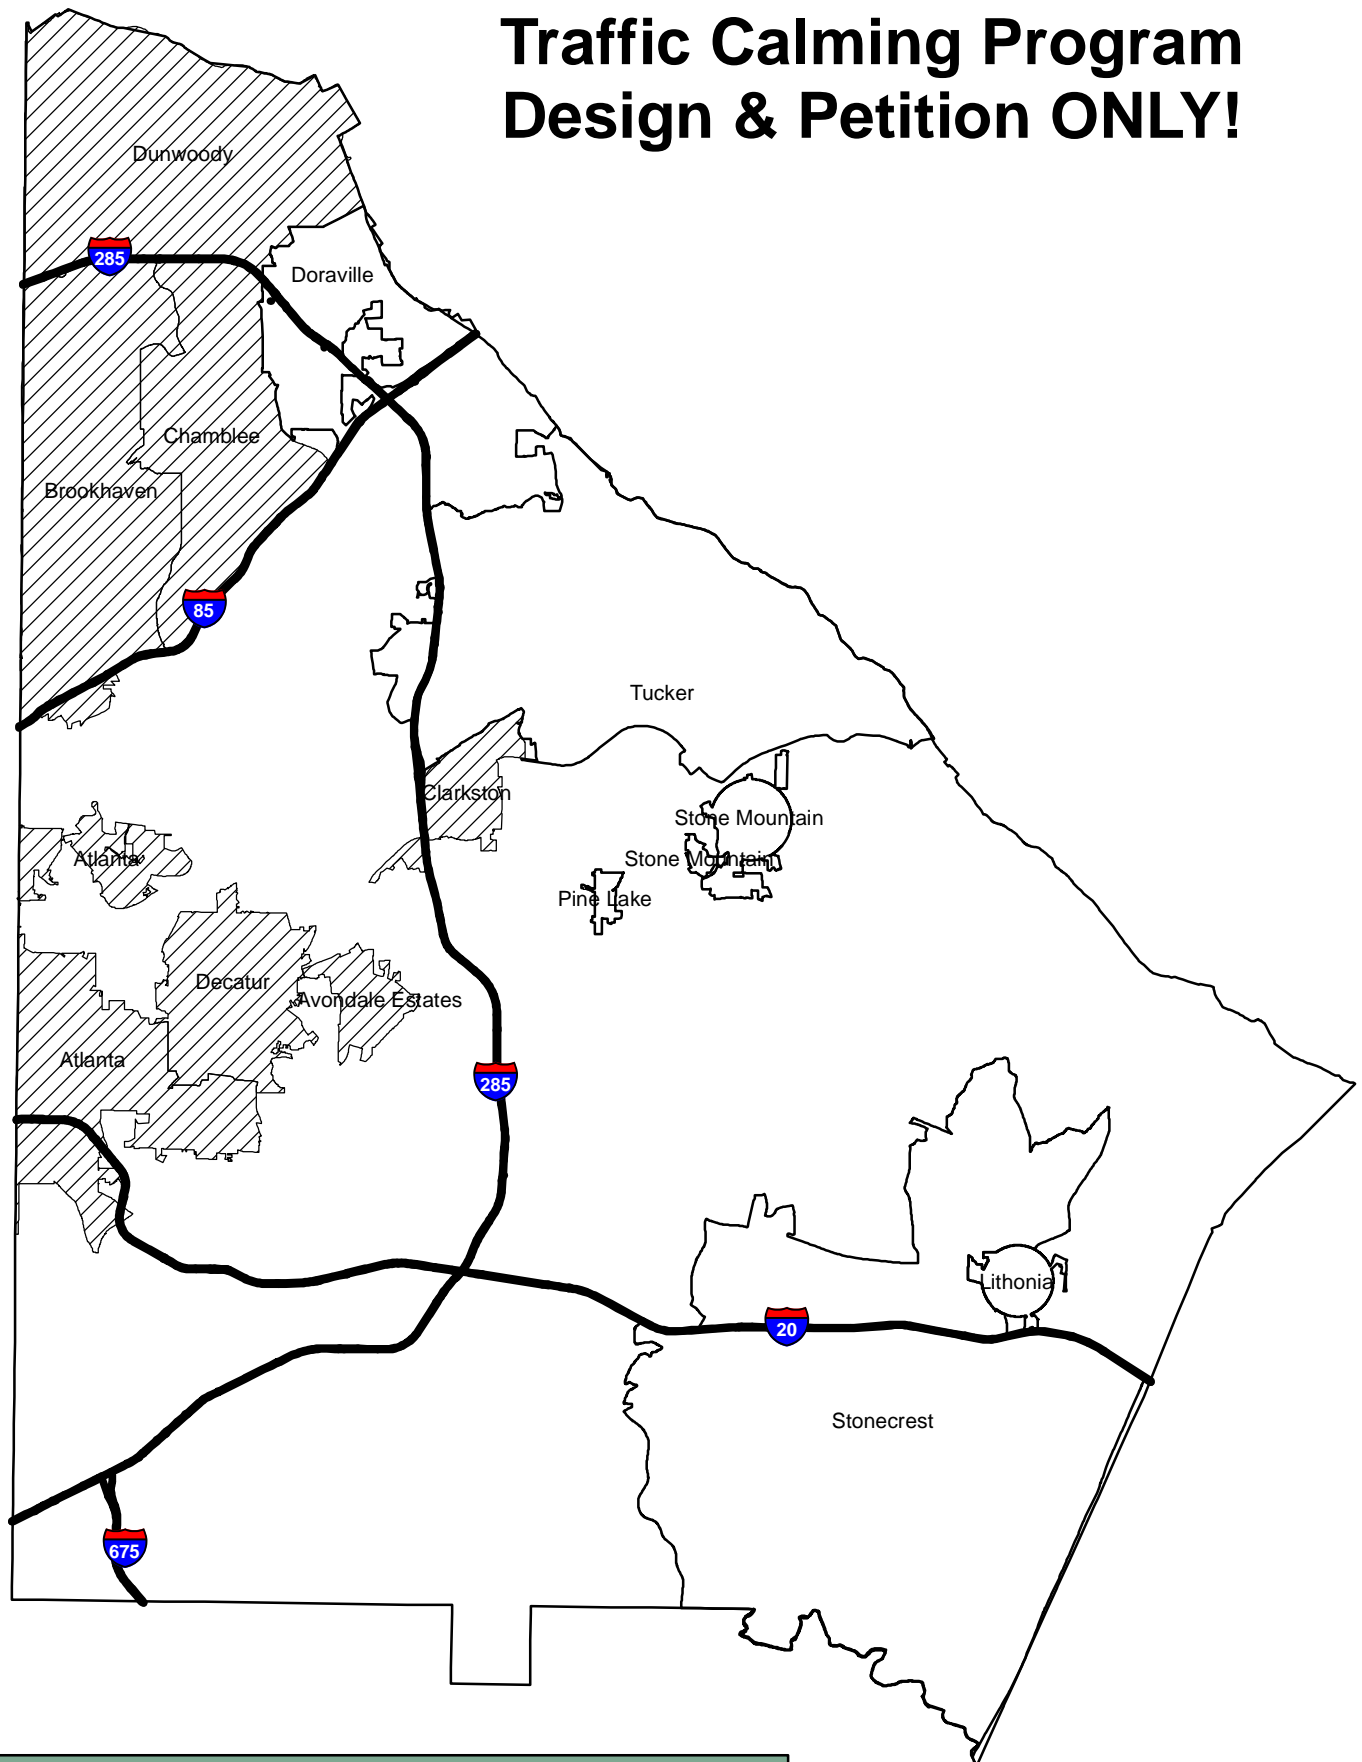 Traffic Calming Program
Design & Petition ONLY!
Dunwoody
285
Doraville
Chamblee
Brookhaven
85
Tucker
Clarkston
Stone Mountain
Stone Mountain
Atlanta
Pine Lake
Decatur
Avondale Estates
Atlanta
285
Lithonia
20
Stonecrest
675